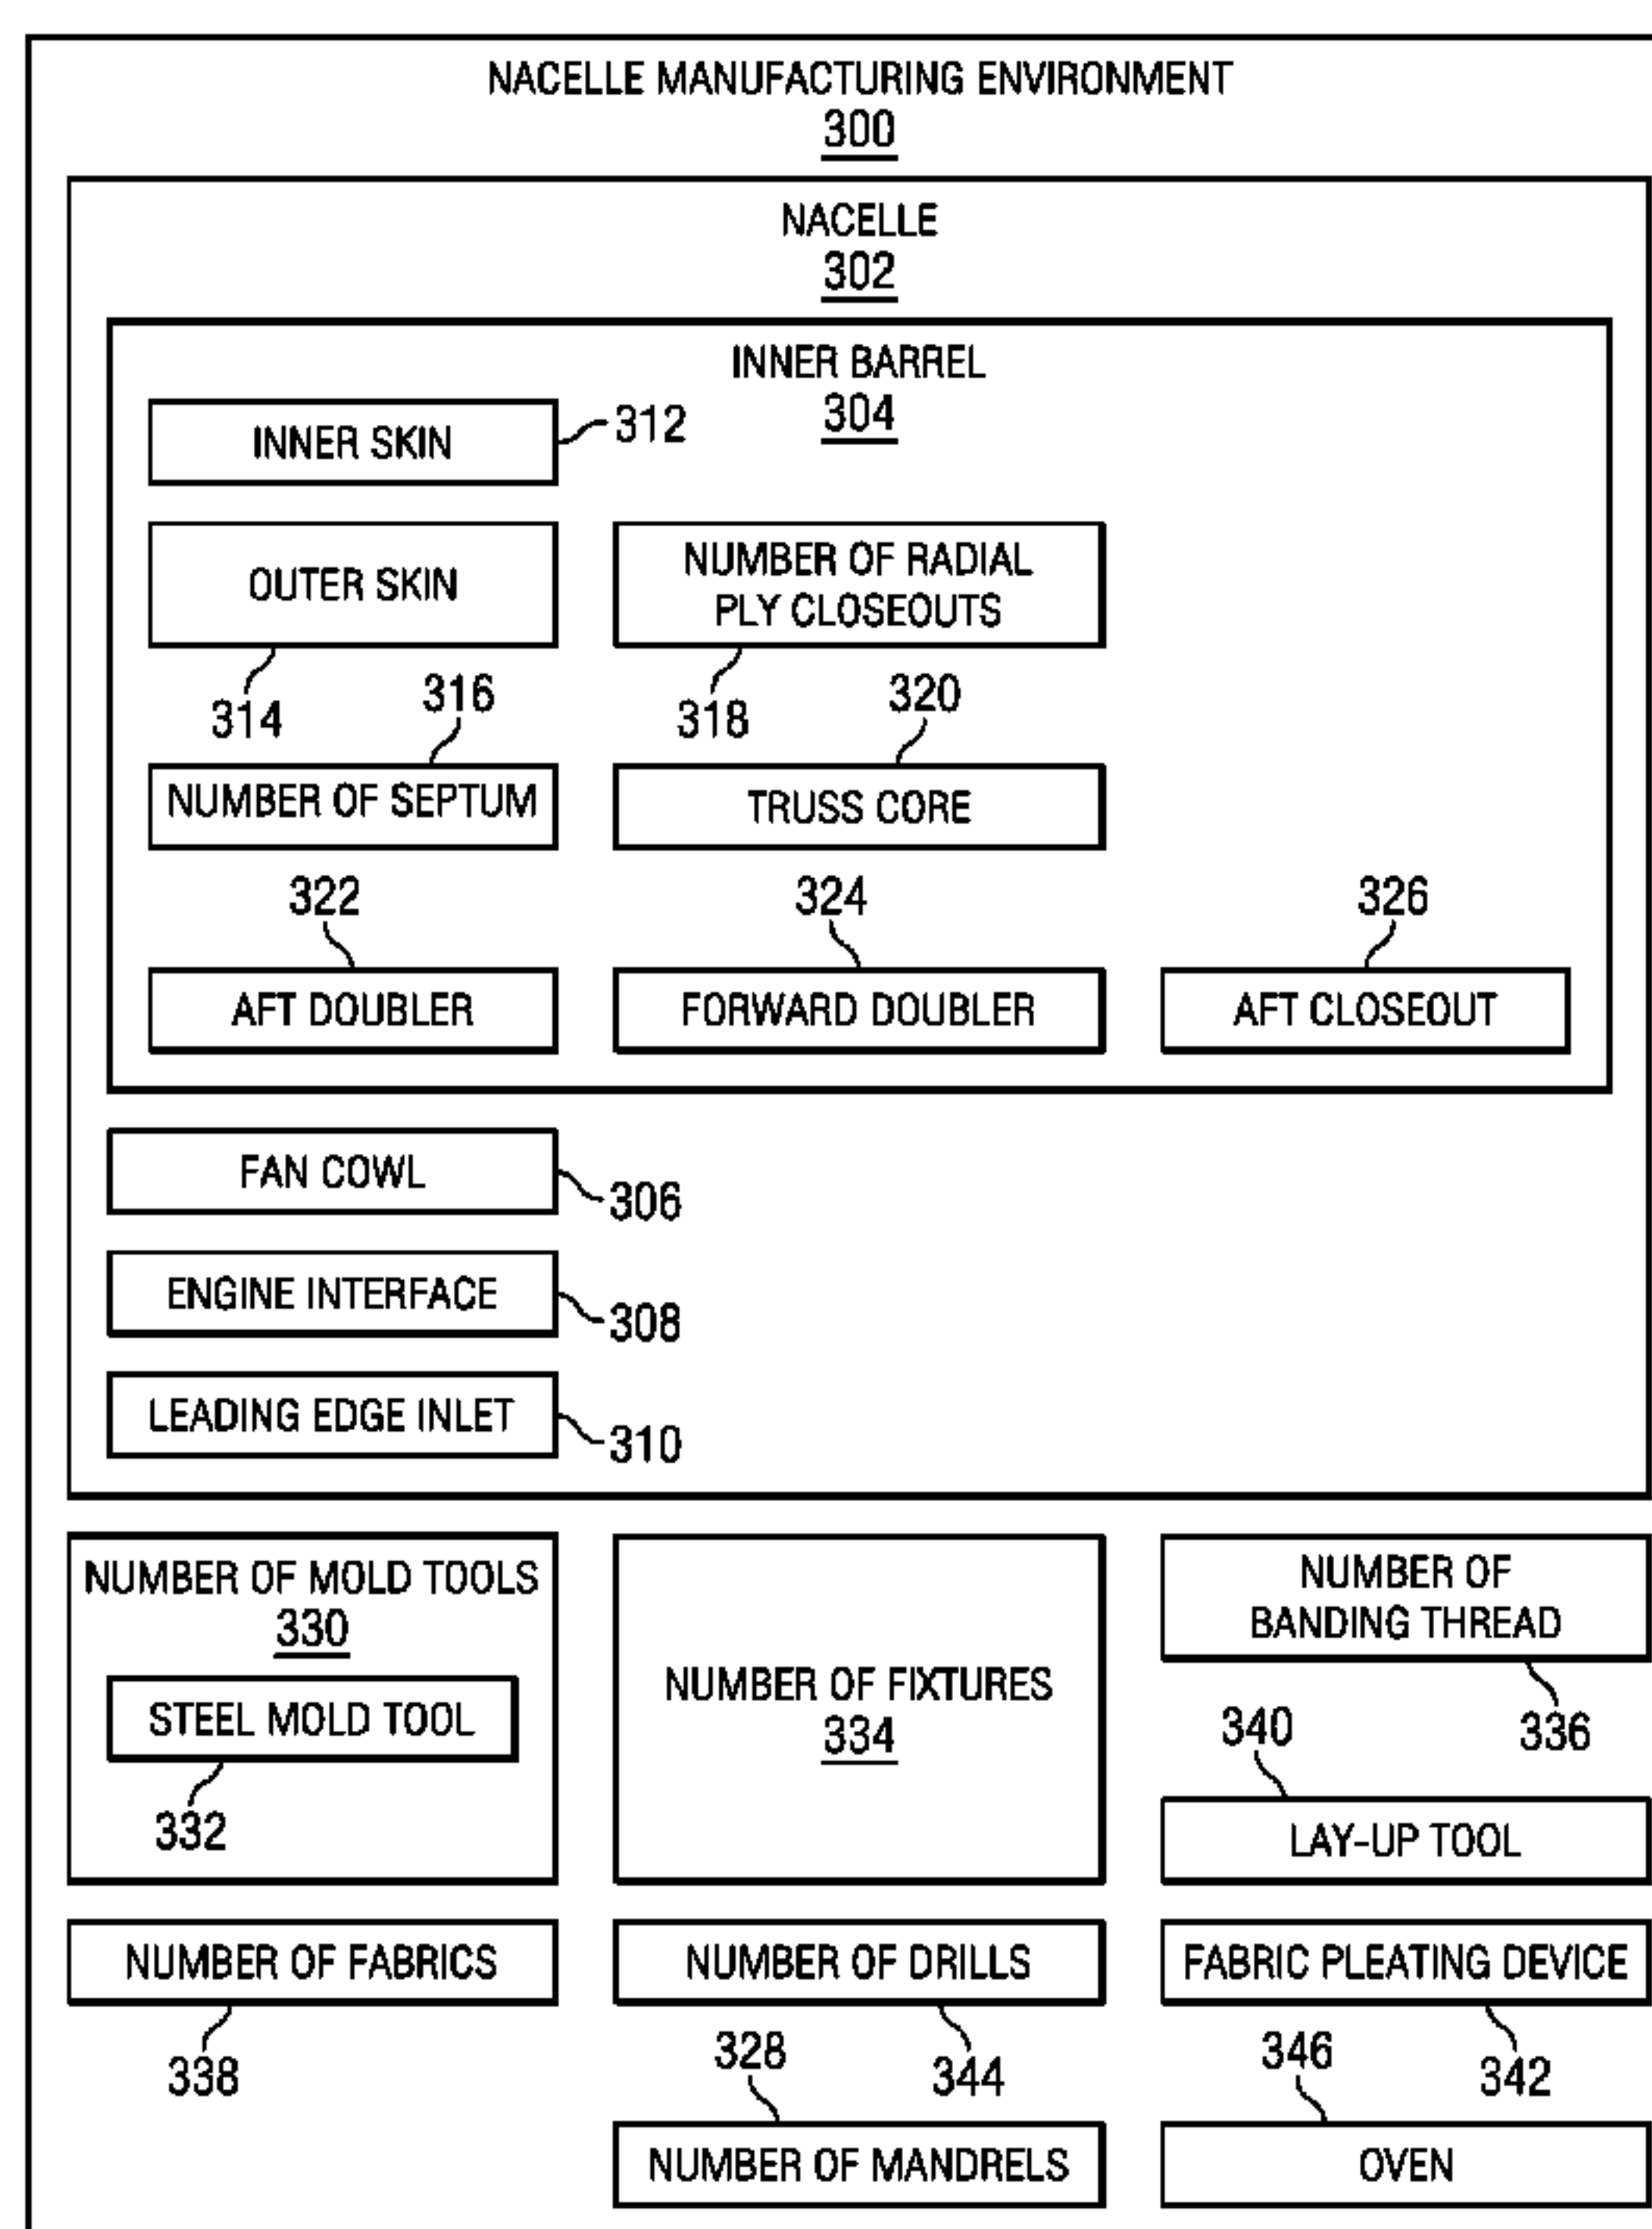 NACELLE MANUFACTURING ENVIRONMENT
300
NACELLE
302
INNER BARREL
304
INNER SKIN
312
OUTER SKIN
314
NUMBER OF RADIAL
PLY CLOSEOUTS
318
316
NUMBER OF SEPTUM
320
TRUSS CORE
322
AFT DOUBLER
324
FORWARD DOUBLER
326
AFT CLOSEOUT
FAN COWL
306
ENGINE INTERFACE
308
LEADING EDGE INLET
310
NUMBER OF MOLD TOOLS
330
STEEL MOLD TOOL
332
NUMBER OF FIXTURES
334
NUMBER OF
BANDING THREAD
336
340
LAY-UP TOOL
NUMBER OF FABRICS
338
NUMBER OF DRILLS
344
FABRIC PLEATING DEVICE
342
328
NUMBER OF MANDRELS
346
OVEN